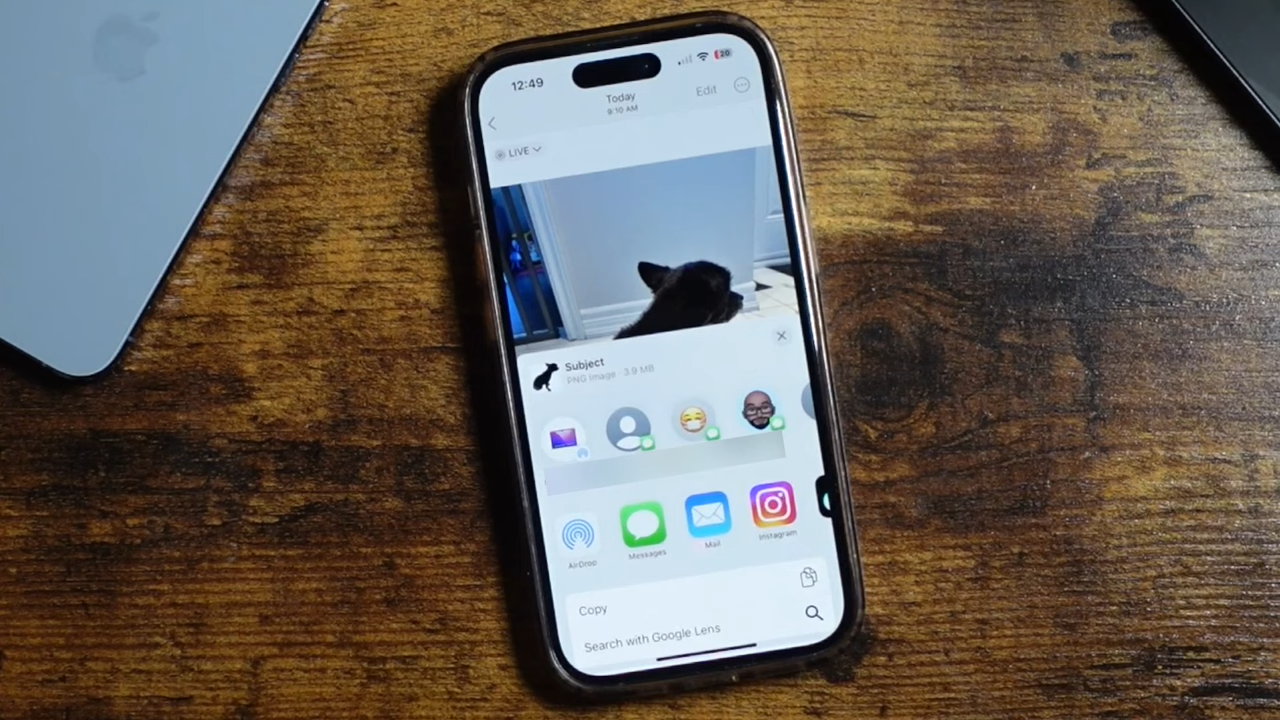 12:49
20
Today
9:10 AM
Edit
LIVE
Subject
PNG Image · 3.9 MB
AirDrop
Messages
Mail
Instagram
Copy
Search with Google Lens